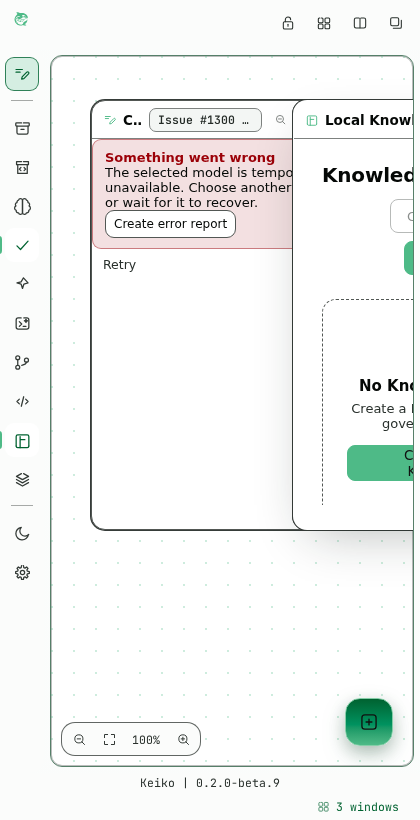 C..
Issue #1300 …
Local Knowl
Something went wrong
The selected model is tempo
unavailable. Choose another
or wait for it to recover.
Create error report
Retry
Knowled
No Kno
Create a
gove
100%
Keiko | 0.2.0-beta.9
3 windows